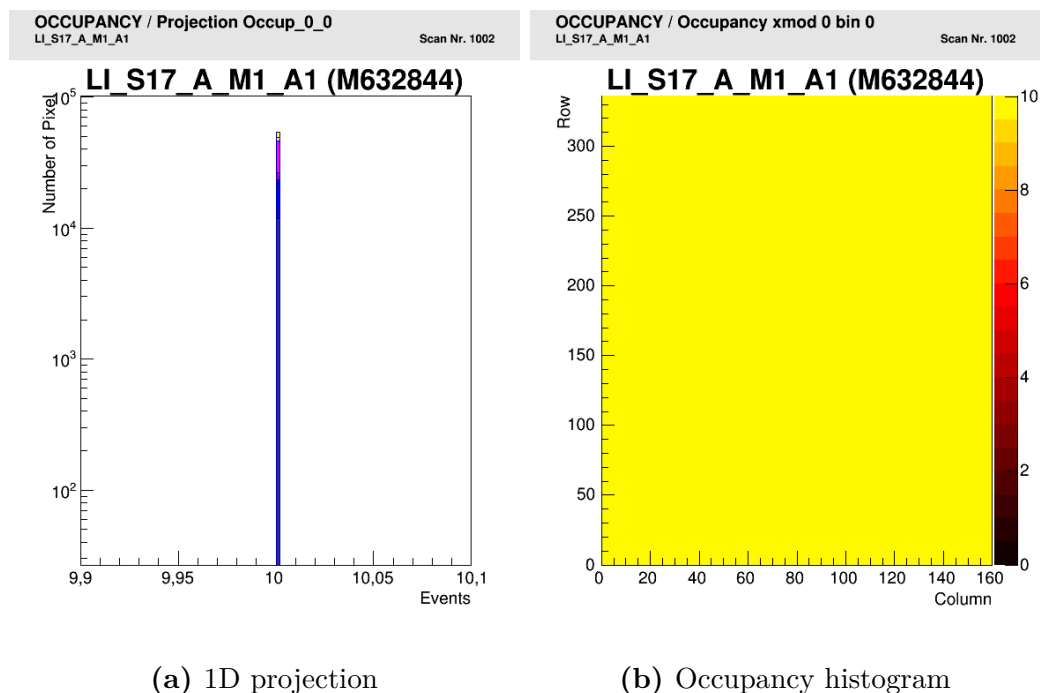 OCCUPANCY / Projection Occup_0_0
LI_S17_A_M1_A1 Scan Nr. 1002
LI_S17_A_M1_A1 (M632844)
Number of Pixel
10^5
10^4
10^3
10^2
9,9 9,95 10 10,05 10,1
Events
(a) 1D projection
OCCUPANCY / Occupancy xmod 0 bin 0
LI_S17_A_M1_A1 Scan Nr. 1002
LI_S17_A_M1_A1 (M632844)
Row
300
250
200
150
100
50
0
0 20 40 60 80 100 120 140 160
Column
10
8
6
4
2
0
(b) Occupancy histogram